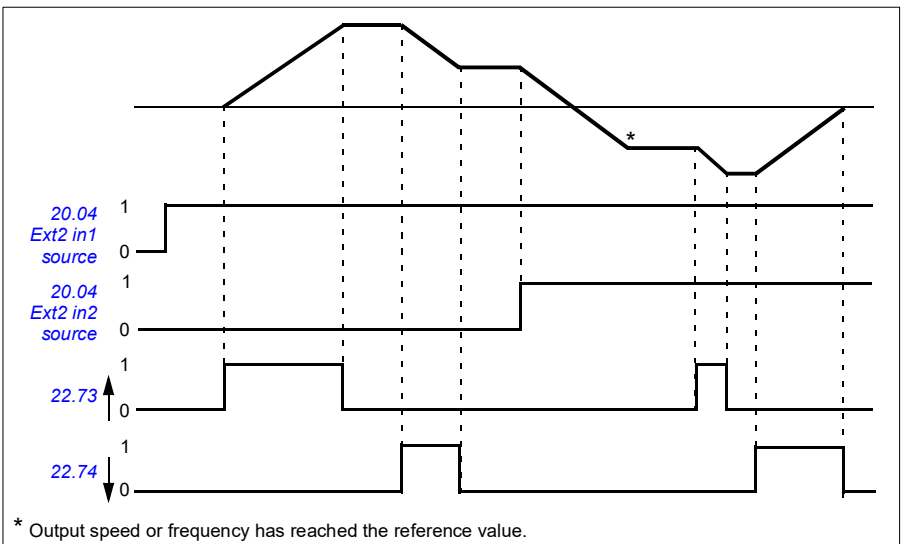 *
20.04
Ext2 in1
source
1
0
20.04
Ext2 in2
source
1
0
22.73
1
0
22.74
1
0
* Output speed or frequency has reached the reference value.